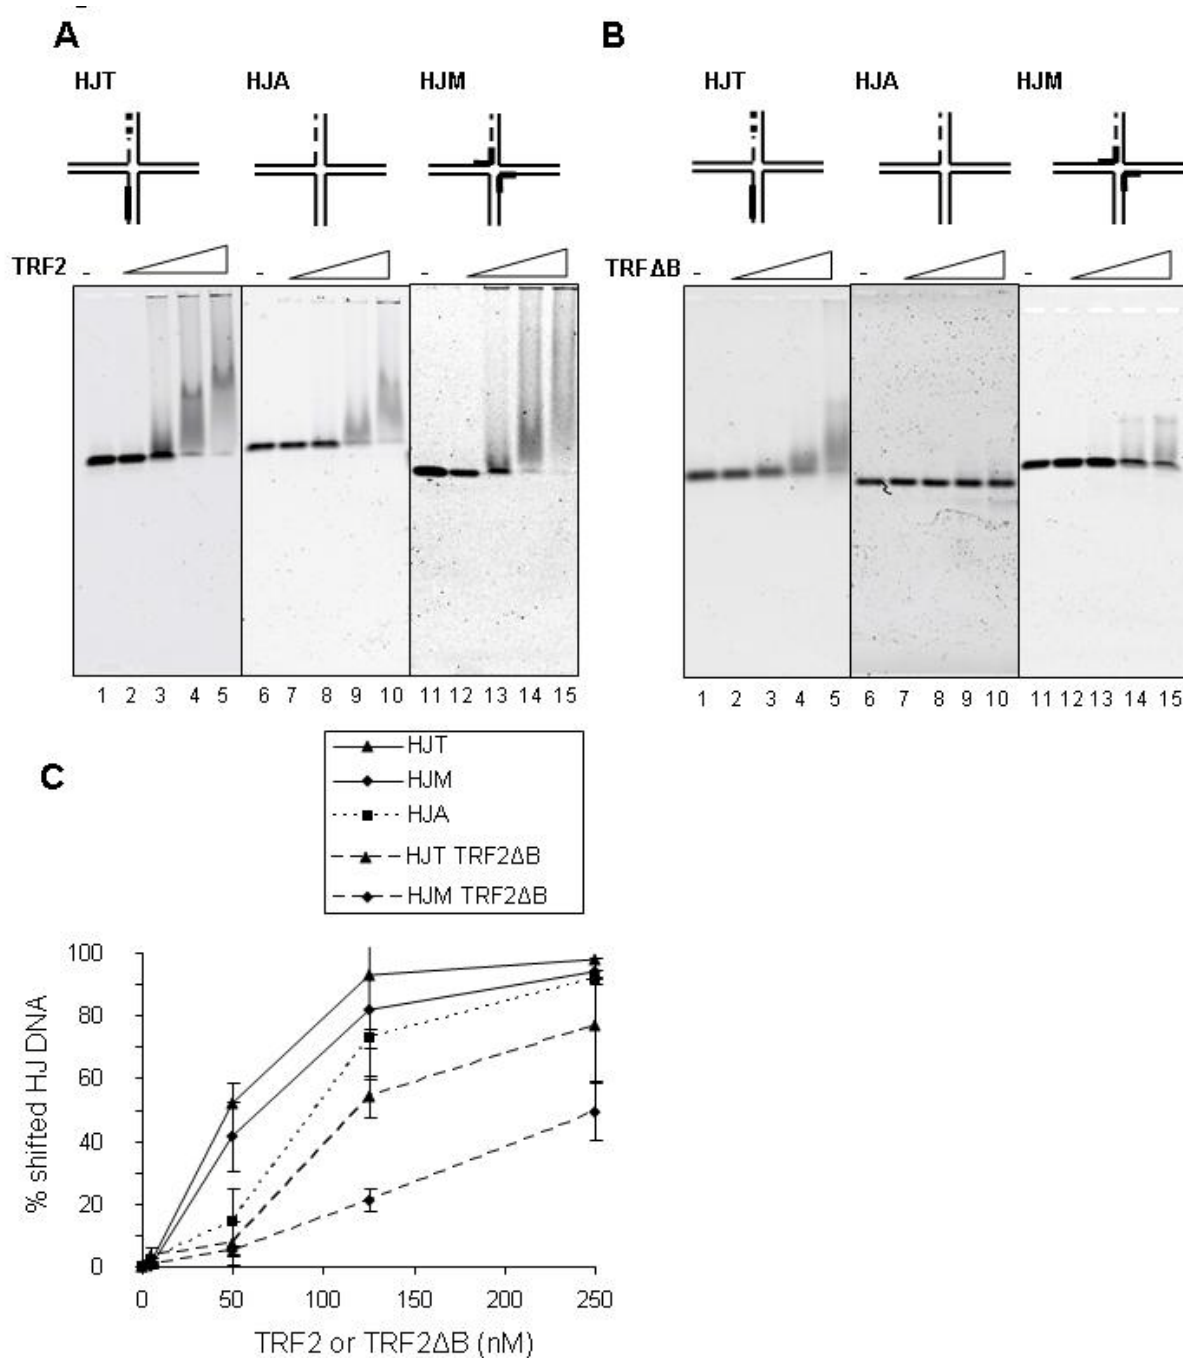 A
B
HJT HJA HJM
HJT HJA HJM
TRF2 - - -
TRFΔB - - -
1 2 3 4 5 6 7 8 9 10 11 12 13 14 15
1 2 3 4 5 6 7 8 9 10 11 12 13 14 15
C
HJT
HJM
HJA
HJT TRF2ΔB
HJM TRF2ΔB
% shifted HJ DNA
100
80
60
40
20
0
0 50 100 150 200 250
TRF2 or TRF2ΔB (nM)